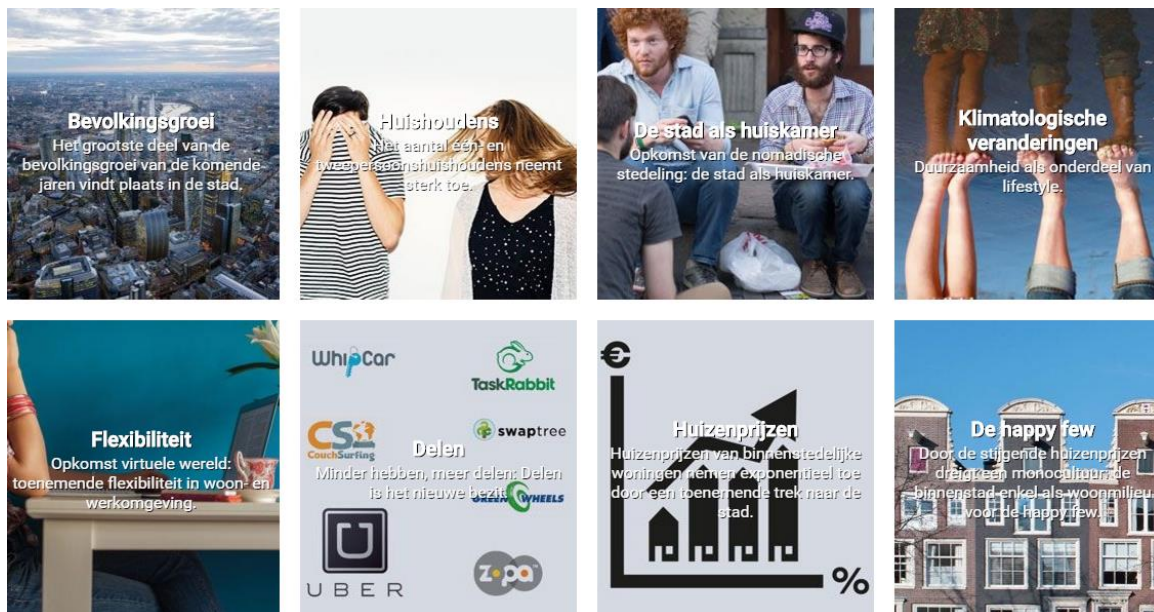 Bevolkingsgroei
Het grootste deel van de
bevolkingsgroei van de komende
jaren vindt plaats in de stad.
Huishoudens
Het aantal één- en
tweepersoonshuishoudens neemt
sterk toe.
De stad als huiskamer
Opkomst van de nomadische
stedeling: de stad als huiskamer.
Klimatologische
veranderingen
Duurzaamheid als onderdeel van
lifestyle.
Flexibiliteit
Opkomst virtuele wereld:
toenemende flexibiliteit in woon- en
werkomgeving.
WhipCar
TaskRabbit
CS
CouchSurfing
swaptree
Delen
Minder hebben, meer delen: Delen
is het nieuwe bezit.
GREENWHEELS
U
UBER
zopa
€
Huizenprijzen
Huizenprijzen van binnenstedelijke
woningen nemen exponentieel toe
door een toenemende trek naar de
stad.
%
De happy few
Door de stijgende huizenprijzen
dreigt een monocultuur: de
binnenstad enkel als woonmilieu
voor de happy few.